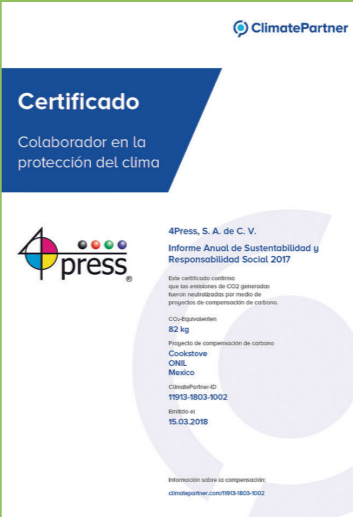 ClimatePartner
Certificado
Colaborador en la
protección del clima
4press®
4Press, S. A. de C. V.
Informe Anual de Sustentabilidad y
Responsabilidad Social 2017
Este certificado confirma
que las emisiones de CO2 generadas
fueron neutralizadas por medio de
proyectos de compensación de carbono.
CO₂-Equivalenten
82 kg
Proyecto de compensación de carbono
Cookstove
ONIL
Mexico
ClimatePartner-ID
11913-1803-1002
Emitido el
15.03.2018
Información sobre la compensación:
climatepartner.com/11913-1803-1002